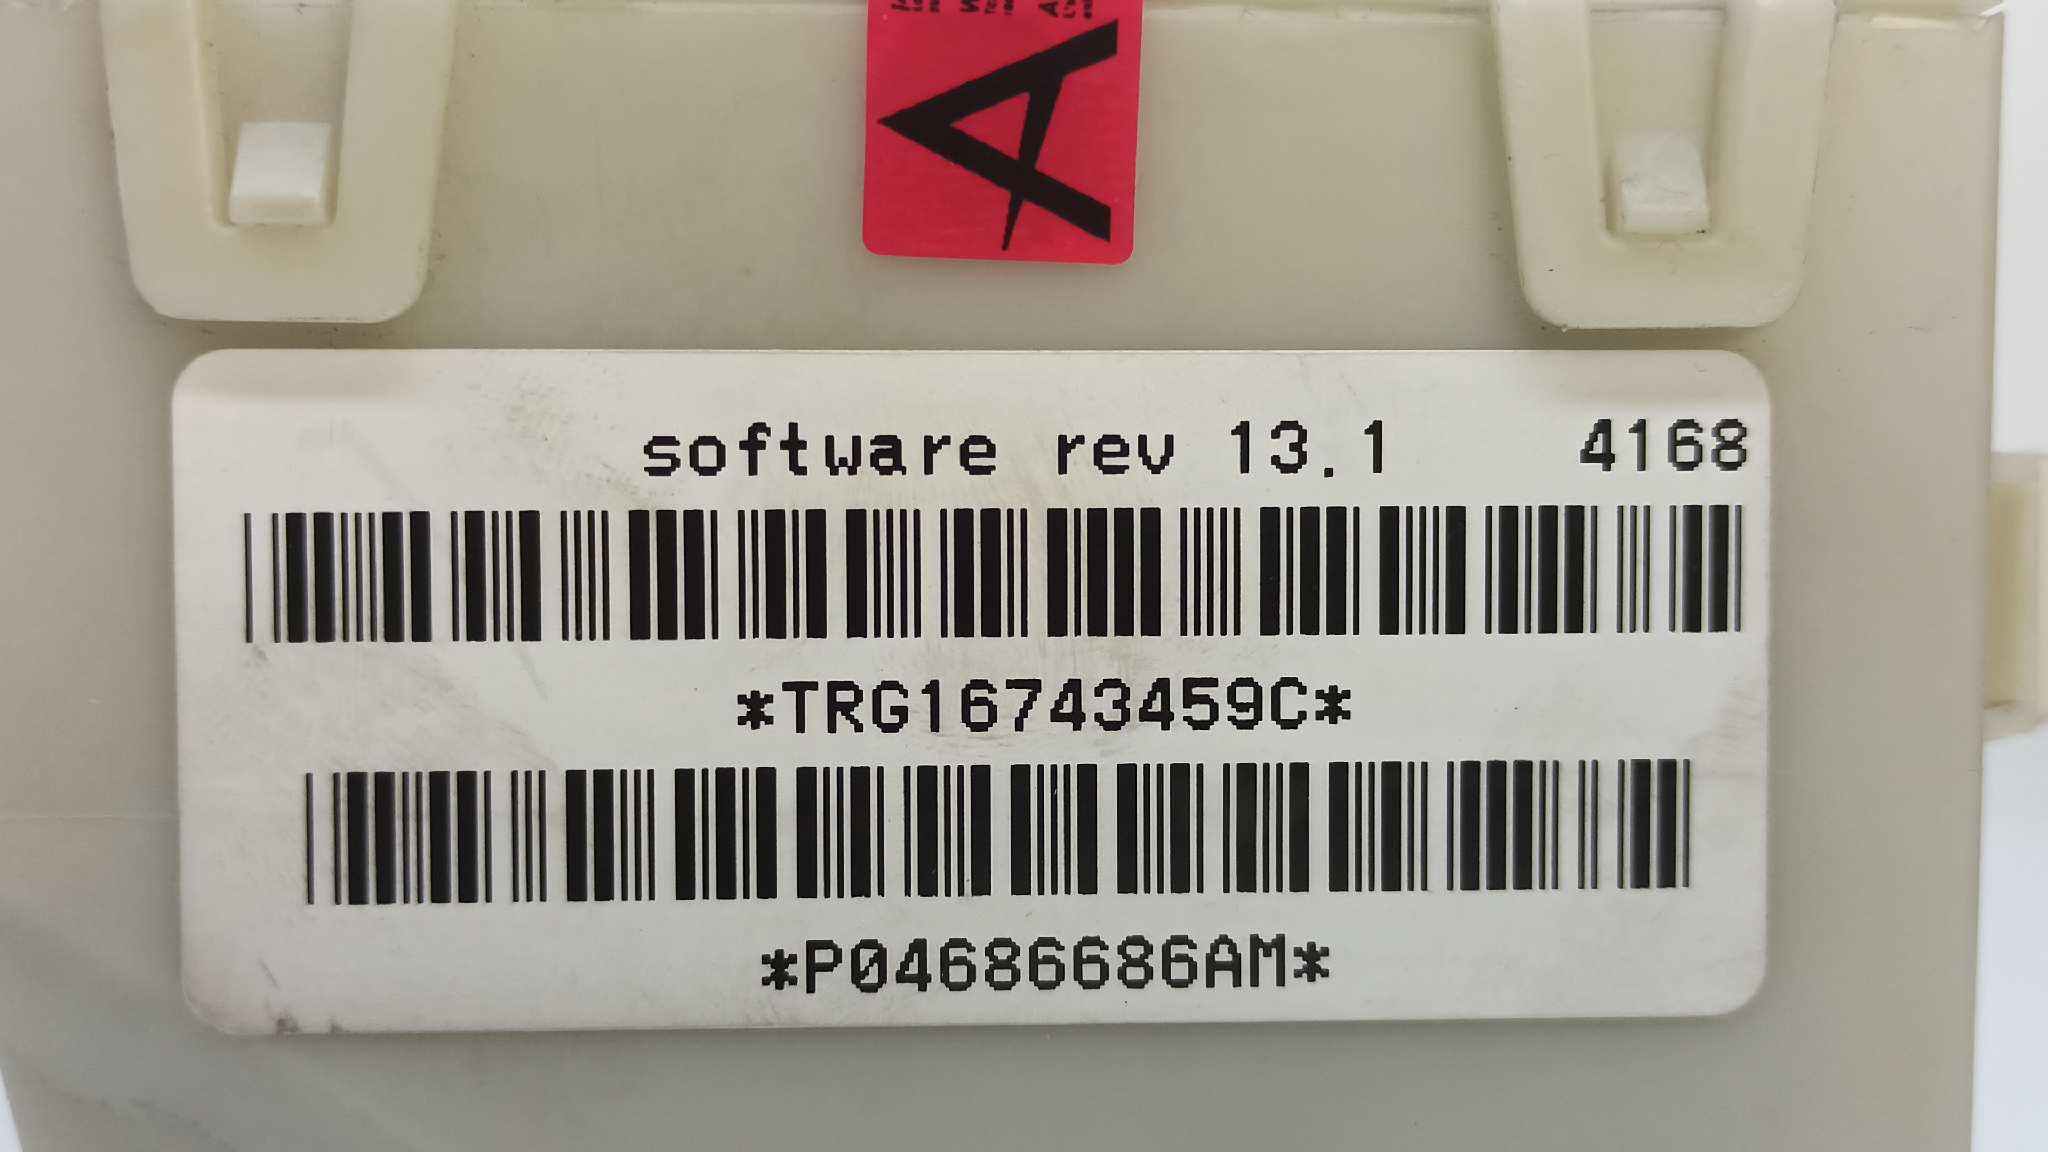 A
software rev 13.1 4168
*TRG16743459C*
*P04686686AM*